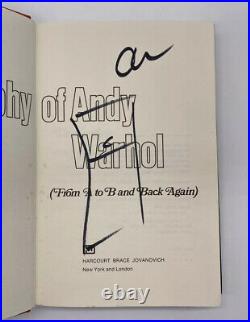 phy of Andy
Warhol
(From A to B and Back Again)
HARCOURT BRACE JOVANOVICH
New York and London